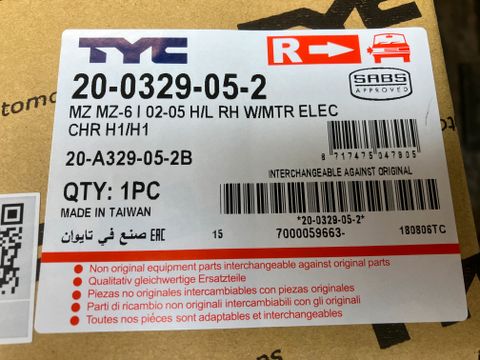 TYC
R
20-0329-05-2
SABS
APPROVED
MZ MZ-6 I 02-05 H/L RH W/MTR ELEC
CHR H1/H1
20-A329-05-2B
8 717475 047805
INTERCHANGEABLE AGAINST ORIGINAL
QTY: 1PC
MADE IN TAIWAN
*20-0329-05-2*
صنع في تايوان EAC
15
7000059663-
180806TC
Non original equipment parts interchangeable against original parts
Qualitativ gleichwertige Ersatzteile
Piezas no originales intercambiables con piezas originales
Parti di ricambio non originali intercambicabili con gli originali
Toutes nos piéces sont adaptables et interchangeables